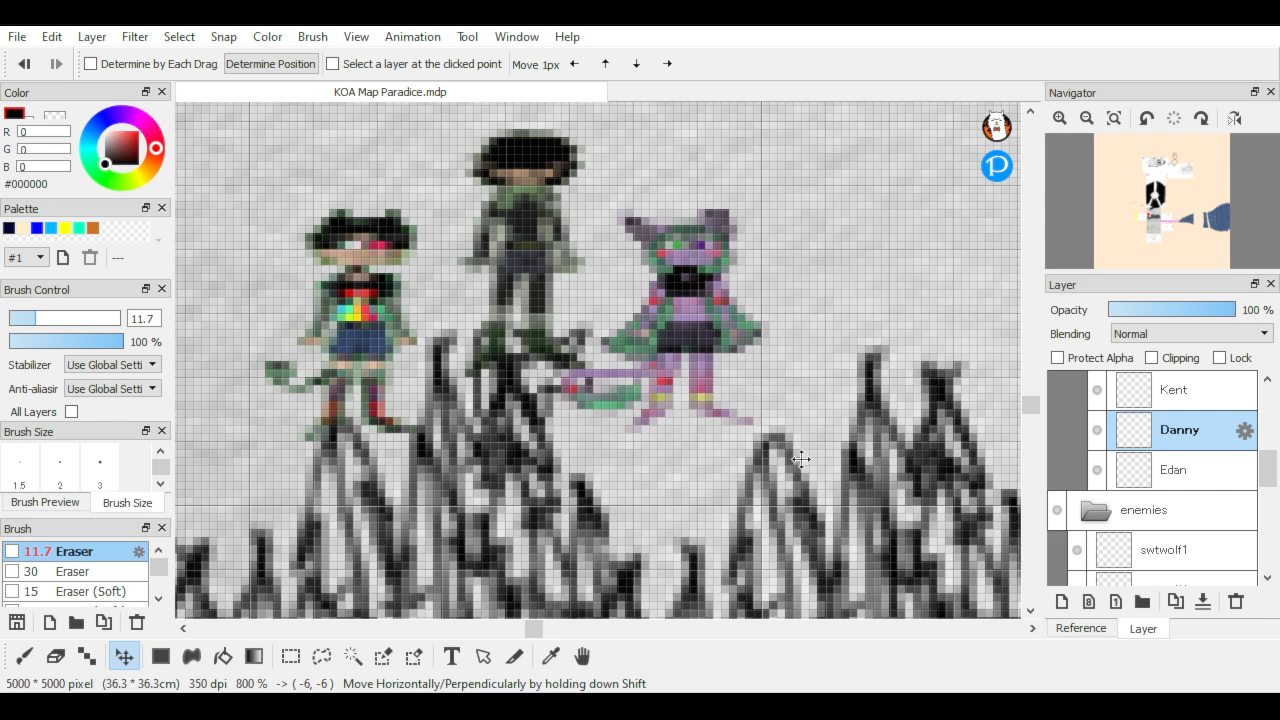 File Edit Layer Filter Select Snap Color Brush View Animation Tool Window Help
Determine by Each Drag Determine Position Select a layer at the clicked point Move 1px
Color
KOA Map Paradice.mdp
Navigator
R 0
G 0
B 0
#000000
Palette
#1 ---
Brush Control
11.7
100 %
Stabilizer Use Global Setti
Anti-aliasir Use Global Setti
All Layers
Brush Size
1.5 2 3
Brush Preview Brush Size
Brush
11.7 Eraser
30 Eraser
15 Eraser (Soft)
Layer
Opacity 100 %
Blending Normal
Protect Alpha Clipping Lock
Kent
Danny
Edan
enemies
swtwolf1
Reference Layer
5000 * 5000 pixel (36.3 * 36.3cm) 350 dpi 800 % -> ( -6, -6 ) Move Horizontally/Perpendicularly by holding down Shift